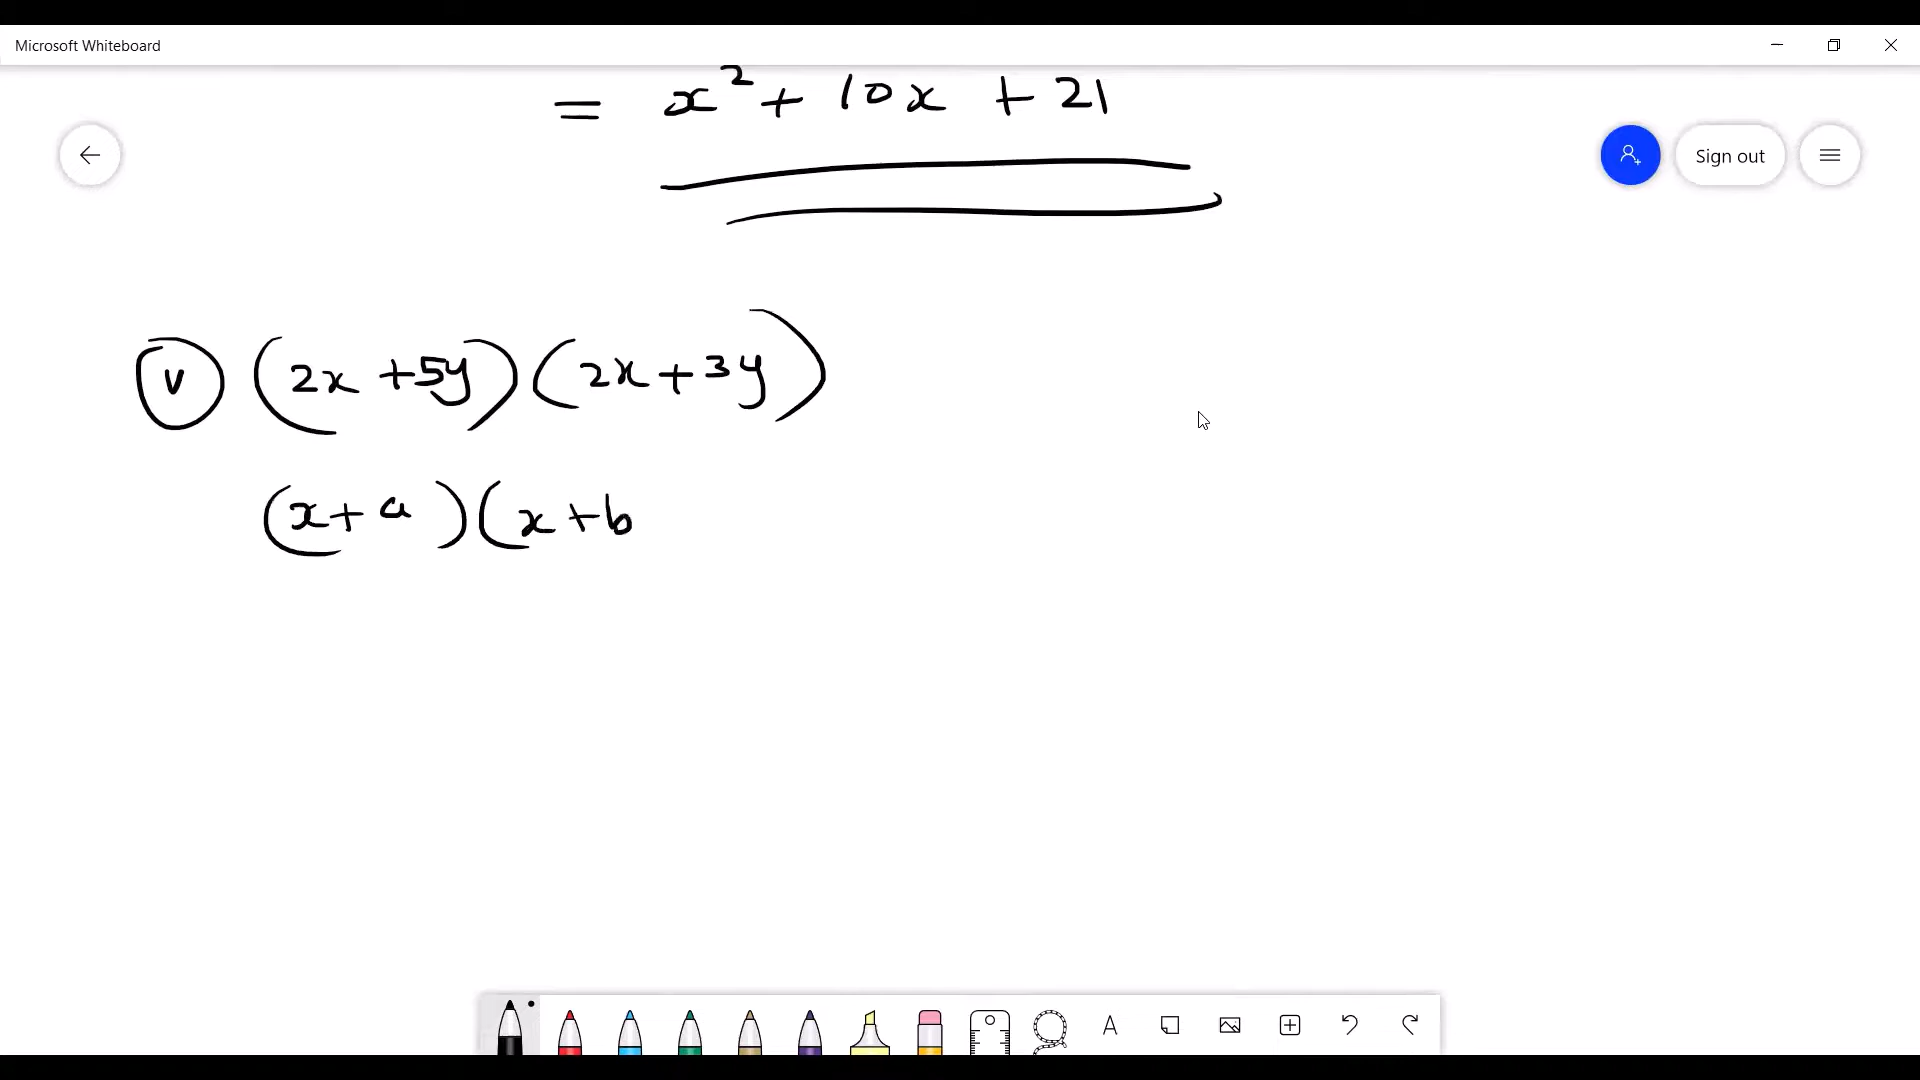 Microsoft Whiteboard
= x² + 10x + 21
Sign out
(v) (2x + 5y)(2x + 3y)
(x + a)(x + b